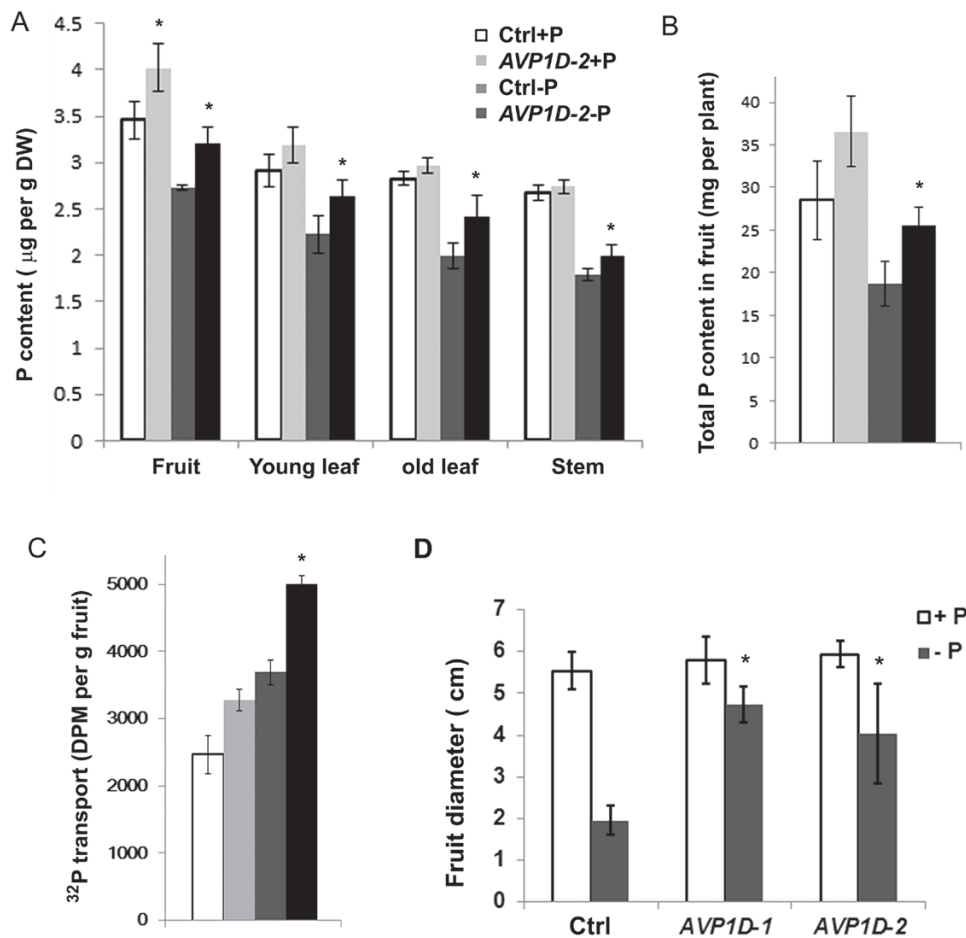 A
P content ( μg per g DW)
4.5
4
3.5
3
2.5
2
1.5
1
0.5
0
*
*
*
*
*
Fruit
Young leaf
old leaf
Stem
Ctrl+P
AVP1D-2+P
Ctrl-P
AVP1D-2-P
B
Total P content in fruit (mg per plant)
40
35
30
25
20
15
10
5
0
*
C
32P transport (DPM per g fruit)
5000
4000
3000
2000
1000
0
*
D
Fruit diameter ( cm)
7
6
5
4
3
2
1
0
*
*
Ctrl
AVP1D-1
AVP1D-2
+ P
- P